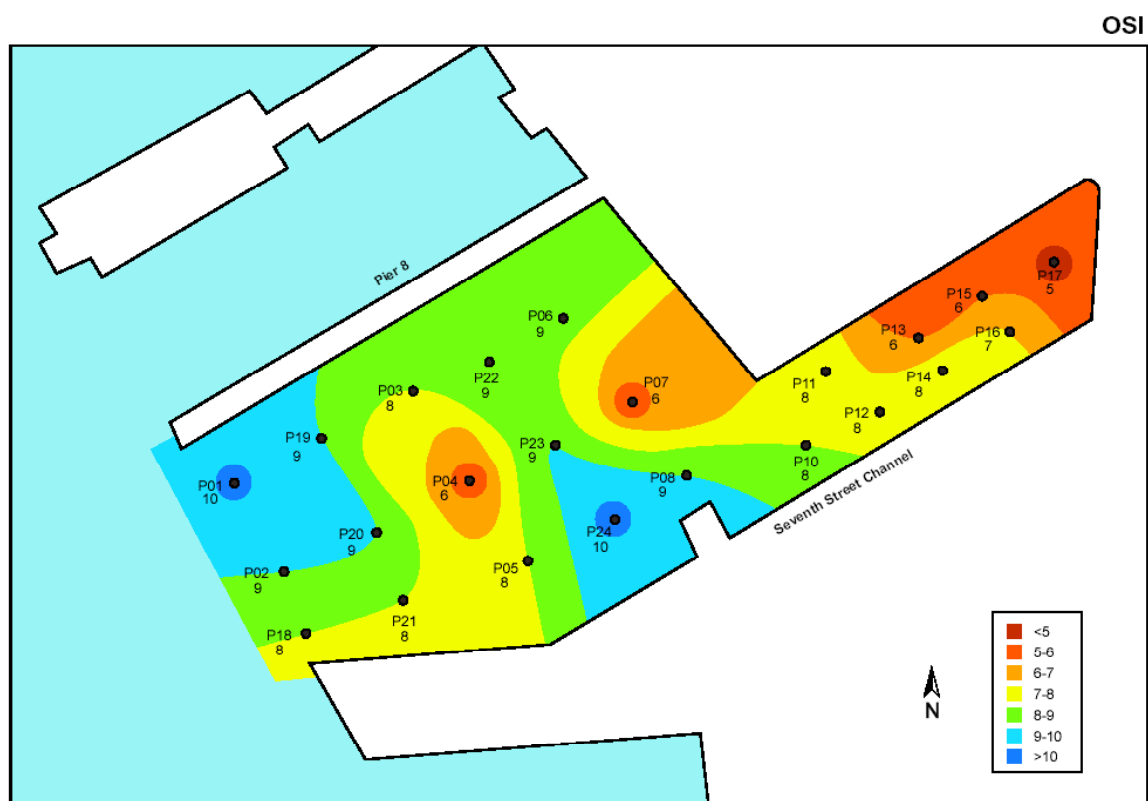 OSI
Pier 8
P17
5
P15
6
P06
9
P13
6
P16
7
P22
9
P11
8
P14
8
P03
8
P07
6
P12
8
P19
9
P23
9
P10
8
P01
10
P04
6
P08
9
Seventh Street Channel
P20
9
P24
10
P02
9
P05
8
P21
8
P18
8
<5
5-6
6-7
7-8
8-9
9-10
>10
N